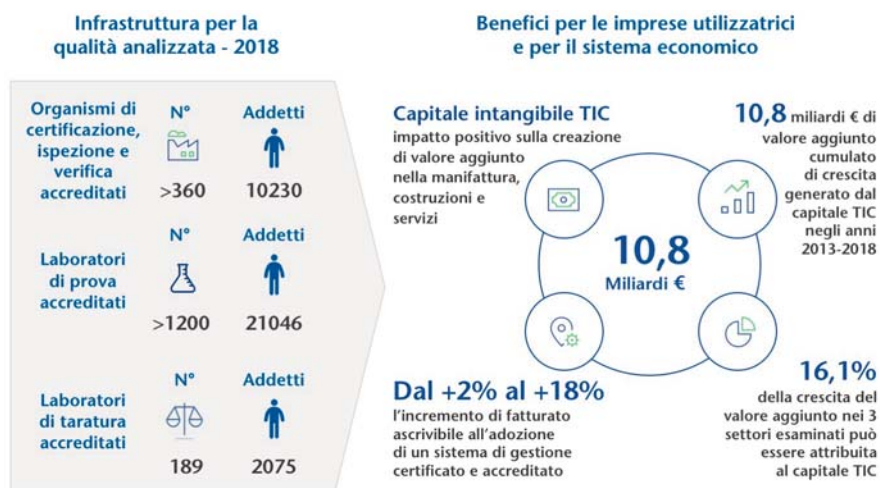 Infrastruttura per la
qualità analizzata - 2018
Organismi di
certificazione,
ispezione e
verifica
accreditati
N°
>360
Addetti
10230
Laboratori
di prova
accreditati
N°
>1200
Addetti
21046
Laboratori
di taratura
accreditati
N°
189
Addetti
2075
Benefici per le imprese utilizzatrici
e per il sistema economico
Capitale intangibile TIC
impatto positivo sulla creazione
di valore aggiunto
nella manifattura,
costruzioni e
servizi
10,8 miliardi € di
valore aggiunto
cumulato
di crescita
generato dal
capitale TIC
negli anni
2013-2018
10,8
Miliardi €
Dal +2% al +18%
l'incremento di fatturato
ascrivibile all'adozione
di un sistema di gestione
certificato e accreditato
16,1%
della crescita del
valore aggiunto nei 3
settori esaminati può
essere attribuita
al capitale TIC